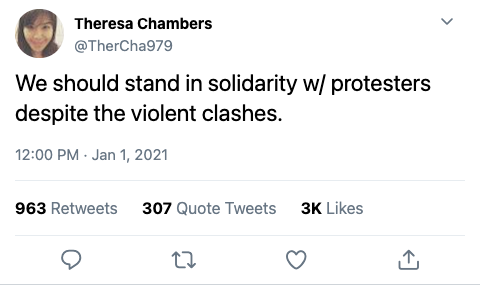 Theresa Chambers
@TherCha979
We should stand in solidarity w/ protesters
despite the violent clashes.
12:00 PM · Jan 1, 2021
963 Retweets 307 Quote Tweets 3K Likes